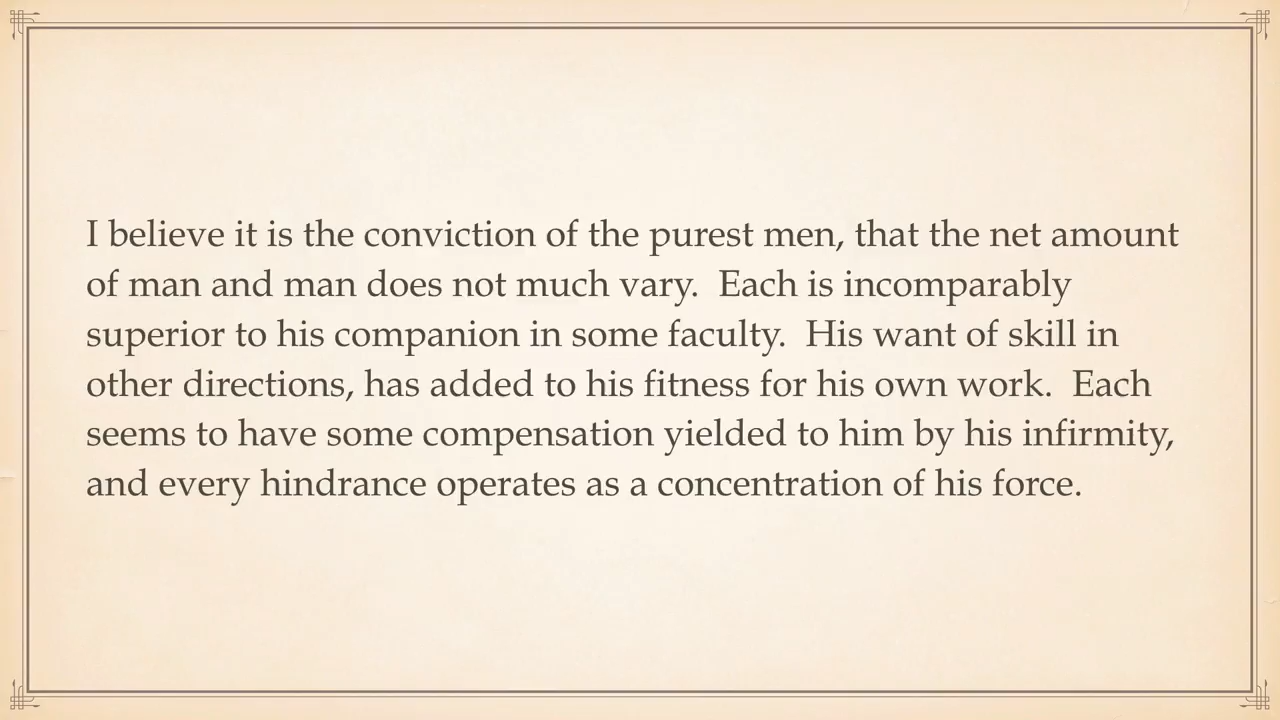 I believe it is the conviction of the purest men, that the net amount
of man and man does not much vary.  Each is incomparably
superior to his companion in some faculty.  His want of skill in
other directions, has added to his fitness for his own work.  Each
seems to have some compensation yielded to him by his infirmity,
and every hindrance operates as a concentration of his force.